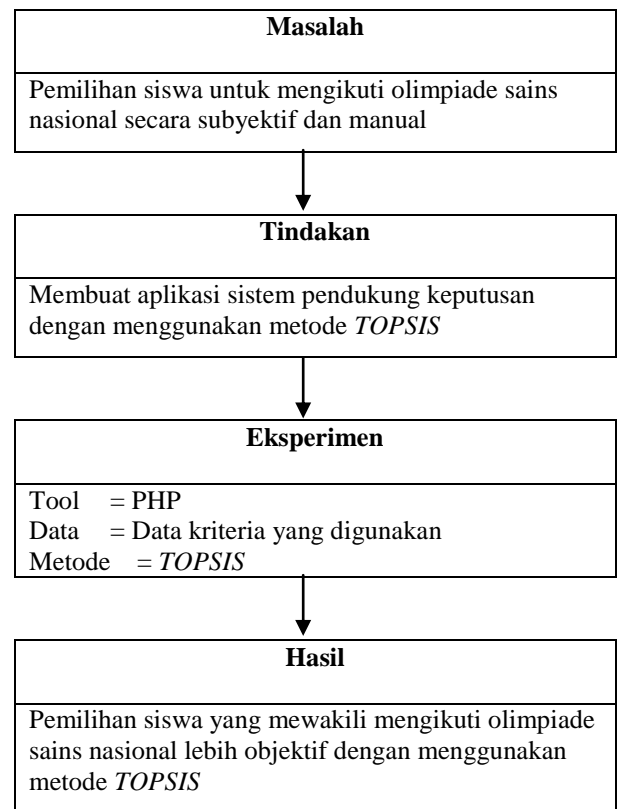 Masalah
Pemilihan siswa untuk mengikuti olimpiade sains
nasional secara subyektif dan manual
Tindakan
Membuat aplikasi sistem pendukung keputusan
dengan menggunakan metode TOPSIS
Eksperimen
Tool = PHP
Data = Data kriteria yang digunakan
Metode = TOPSIS
Hasil
Pemilihan siswa yang mewakili mengikuti olimpiade
sains nasional lebih objektif dengan menggunakan
metode TOPSIS